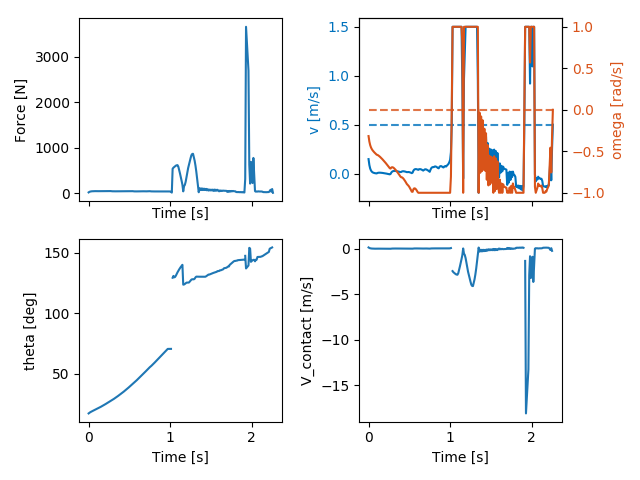 Force [N]
3000
2000
1000
0
Time [s]
v [m/s]
1.5
1.0
0.5
0.0
1.0
0.5
0.0
−0.5
−1.0
omega [rad/s]
Time [s]
theta [deg]
150
100
50
0
1
2
Time [s]
V_contact [m/s]
0
−5
−10
−15
0
1
2
Time [s]